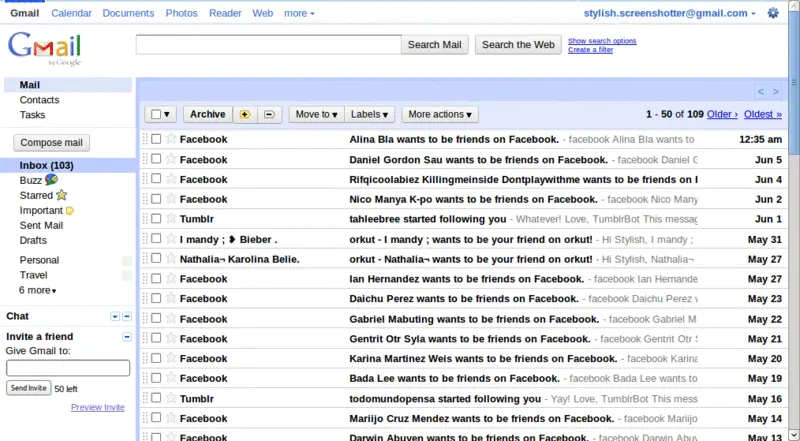 Gmail Calendar Documents Photos Reader Web more stylish.screenshotter@gmail.com
Gmail
by Google
Search Mail Search the Web Show search options
Create a filter
Mail
Contacts
Tasks
Compose mail
Inbox (103)
Buzz
Starred
Important
Sent Mail
Drafts
Personal
Travel
6 more
Chat
Invite a friend
Give Gmail to:
Send Invite 50 left
Preview Invite
< >
Archive Move to Labels More actions 1 - 50 of 109 Older › Oldest »
Facebook Alina Bla wants to be friends on Facebook. - facebook Alina Bla wants to 12:35 am
Facebook Daniel Gordon Sau wants to be friends on Facebook. - facebook Daniel G Jun 5
Facebook Rifqicoolabiez Killingmeinside Dontplaywithme wants to be friends on Jun 4
Facebook Nico Manya K-po wants to be friends on Facebook. - facebook Nico Many Jun 2
Tumblr tahleebree started following you - Whatever! Love, TumblrBot This messag Jun 1
I mandy ; ❥ Bieber . orkut - I mandy ; wants to be your friend on orkut! - Hi Stylish, I mandy ; May 31
Nathalia¬ Karolina Belie. orkut - Nathalia¬ wants to be your friend on orkut! - Hi Stylish, Nathalia¬ May 27
Facebook Ian Hernandez wants to be friends on Facebook. - facebook Ian Hernande May 27
Facebook Daichu Perez wants to be friends on Facebook. - facebook Daichu Perez w May 23
Facebook Gabriel Mabuting wants to be friends on Facebook. - facebook Gabriel M May 22
Facebook Gentrit Otr Syla wants to be friends on Facebook. - facebook Gentrit Otr S May 21
Facebook Karina Martinez Weis wants to be friends on Facebook. - facebook Karina May 20
Facebook Bada Lee wants to be friends on Facebook. - facebook Bada Lee wants to May 19
Tumblr todomundopensa started following you - Yay! Love, TumblrBot This messag May 16
Facebook Mariijo Cruz Mendez wants to be friends on Facebook. - facebook Mariijo May 14
Facebook Darwin Abuyen wants to be friends on Facebook. - facebook Darwin Abu May 13